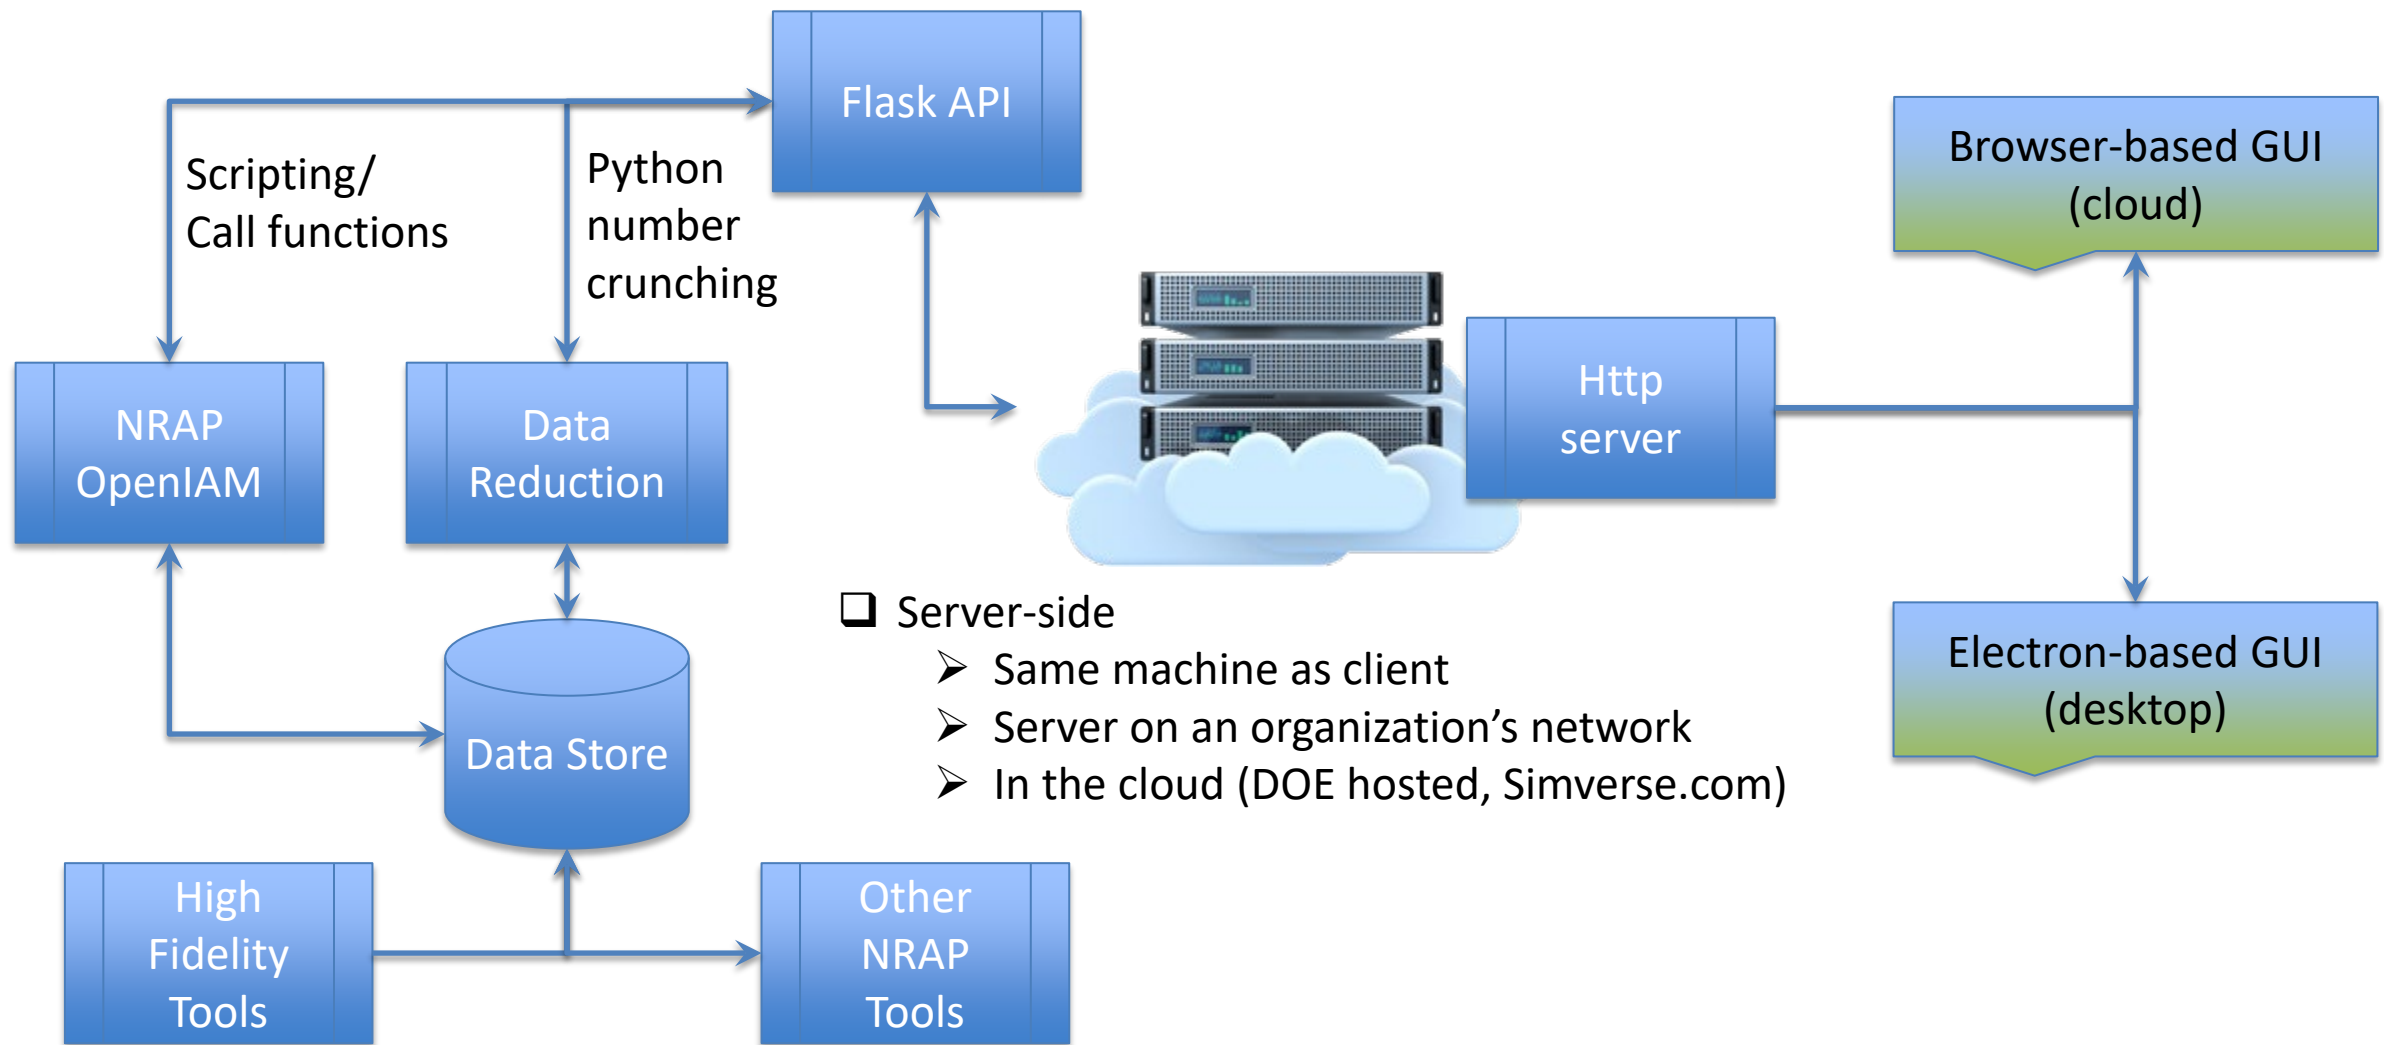 Flask API
Scripting/
Call functions
Python
number
crunching
Browser-based GUI
(cloud)
NRAP
OpenIAM
Data
Reduction
Http
server
❑ Server-side
➢ Same machine as client
➢ Server on an organization’s network
➢ In the cloud (DOE hosted, Simverse.com)
Electron-based GUI
(desktop)
Data Store
High
Fidelity
Tools
Other
NRAP
Tools